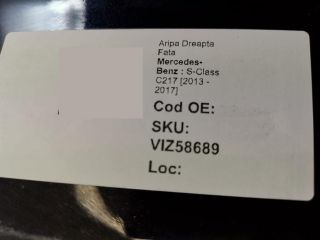 Aripa Dreapta
Fata
Mercedes-
Benz : S-Class
C217 [2013 -
2017]
Cod OE:
SKU:
VIZ58689
Loc: